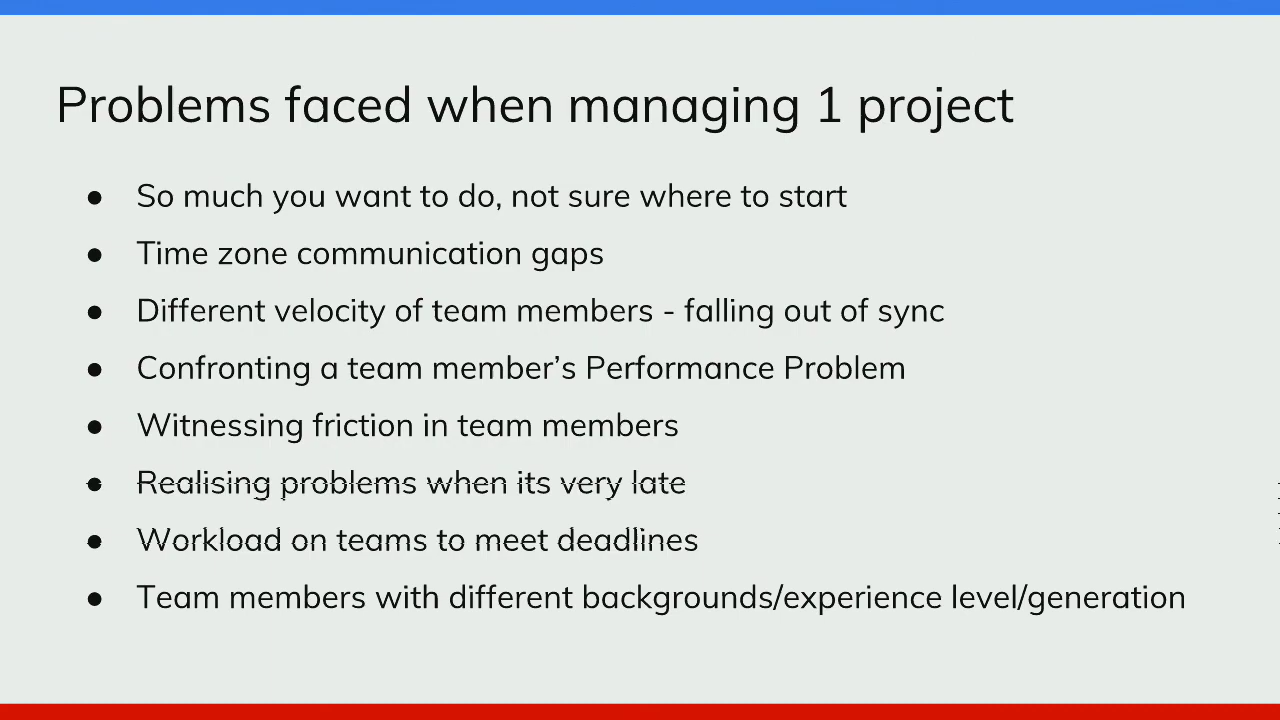 Problems faced when managing 1 project
● So much you want to do, not sure where to start
● Time zone communication gaps
● Different velocity of team members - falling out of sync
● Confronting a team member’s Performance Problem
● Witnessing friction in team members
● Realising problems when its very late
● Workload on teams to meet deadlines
● Team members with different backgrounds/experience level/generation